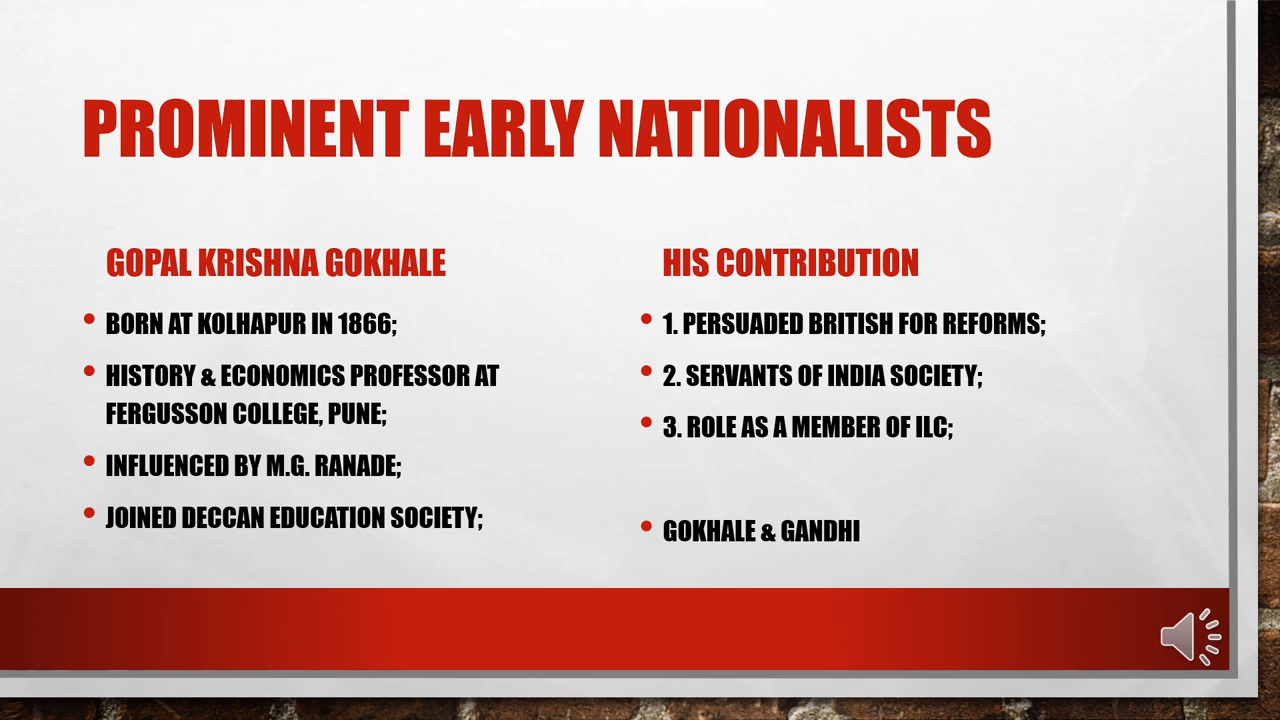 PROMINENT EARLY NATIONALISTS
GOPAL KRISHNA GOKHALE
• BORN AT KOLHAPUR IN 1866;
• HISTORY & ECONOMICS PROFESSOR AT
FERGUSSON COLLEGE, PUNE;
• INFLUENCED BY M.G. RANADE;
• JOINED DECCAN EDUCATION SOCIETY;
HIS CONTRIBUTION
• 1. PERSUADED BRITISH FOR REFORMS;
• 2. SERVANTS OF INDIA SOCIETY;
• 3. ROLE AS A MEMBER OF ILC;
• GOKHALE & GANDHI